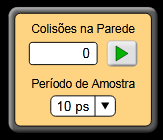 Colisões na Parede
0
Período de Amostra
10 ps